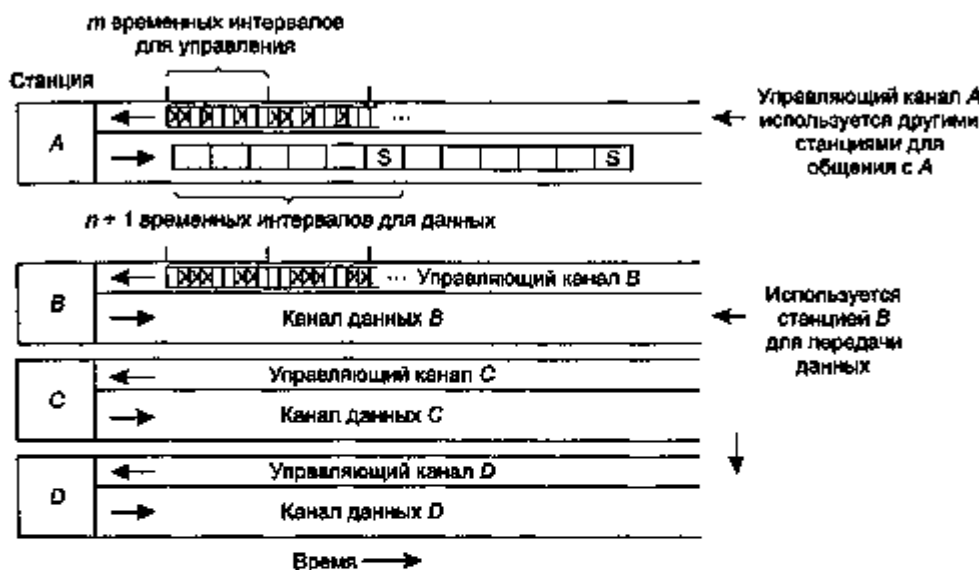 m временных интервалов
для управления
Станция
A
...
S
S
Управляющий канал A
используется другими
станциями для
общения с A
n + 1 временных интервалов для данных
B
... Управляющий канал B
Канал данных B
Используется
станцией B
для передачи
данных
C
Управляющий канал C
Канал данных C
D
Управляющий канал D
Канал данных D
Время